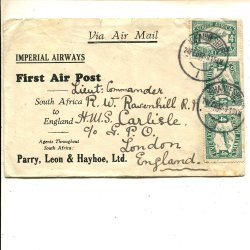 Via Air Mail
IMPERIAL AIRWAYS
First Air Post
Lieut: Commander
South Africa R. W. Ravenhill R.N
to
England H.M.S. Carlisle
c/o G.P.O.
Agents Throughout
South Africa: London
Parry, Leon & Hayhoe, Ltd. England.